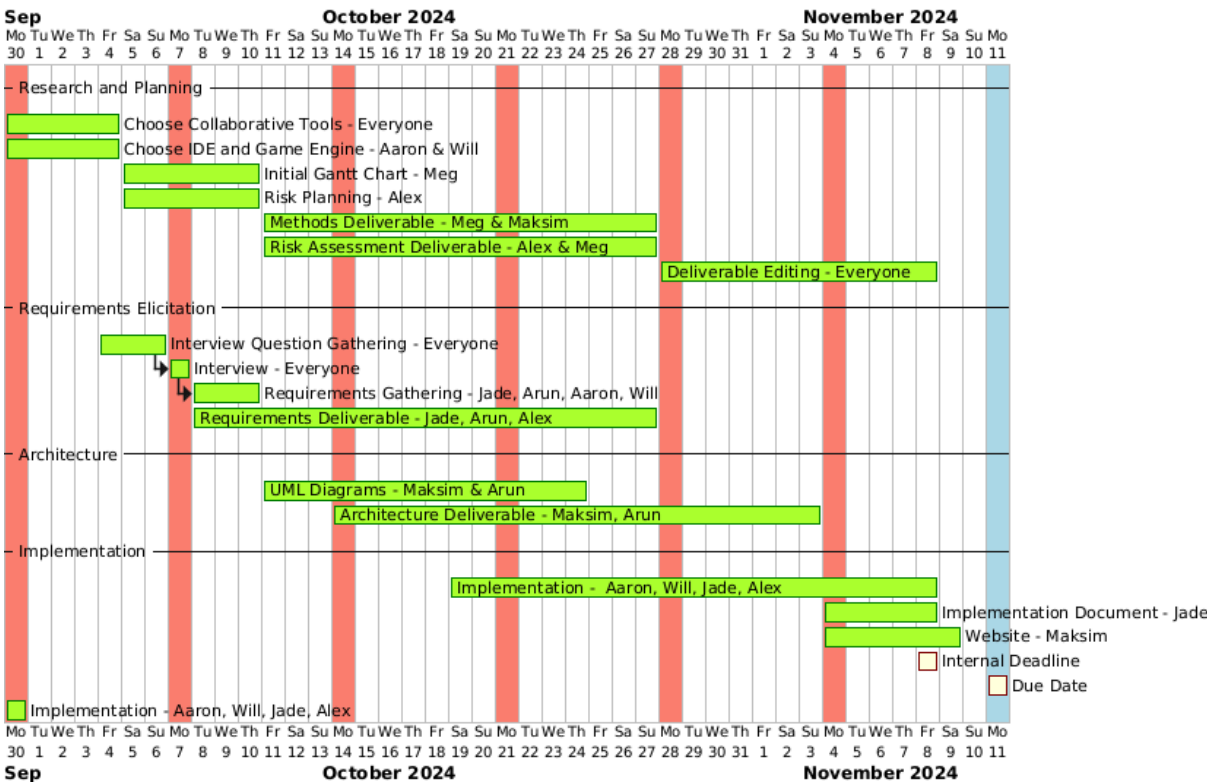 Sep October 2024 November 2024
Mo Tu We Th Fr Sa Su Mo Tu We Th Fr Sa Su Mo Tu We Th Fr Sa Su Mo Tu We Th Fr Sa Su Mo Tu We Th Fr Sa Su Mo Tu We Th Fr Sa Su Mo
30 1 2 3 4 5 6 7 8 9 10 11 12 13 14 15 16 17 18 19 20 21 22 23 24 25 26 27 28 29 30 31 1 2 3 4 5 6 7 8 9 10 11
Research and Planning
Choose Collaborative Tools - Everyone
Choose IDE and Game Engine - Aaron & Will
Initial Gantt Chart - Meg
Risk Planning - Alex
Methods Deliverable - Meg & Maksim
Risk Assessment Deliverable - Alex & Meg
Deliverable Editing - Everyone
Requirements Elicitation
Interview Question Gathering - Everyone
Interview - Everyone
Requirements Gathering - Jade, Arun, Aaron, Will
Requirements Deliverable - Jade, Arun, Alex
Architecture
UML Diagrams - Maksim & Arun
Architecture Deliverable - Maksim, Arun
Implementation
Implementation - Aaron, Will, Jade, Alex
Implementation Document - Jade
Website - Maksim
Internal Deadline
Due Date
Implementation - Aaron, Will, Jade, Alex
Mo Tu We Th Fr Sa Su Mo Tu We Th Fr Sa Su Mo Tu We Th Fr Sa Su Mo Tu We Th Fr Sa Su Mo Tu We Th Fr Sa Su Mo Tu We Th Fr Sa Su Mo
30 1 2 3 4 5 6 7 8 9 10 11 12 13 14 15 16 17 18 19 20 21 22 23 24 25 26 27 28 29 30 31 1 2 3 4 5 6 7 8 9 10 11
Sep October 2024 November 2024